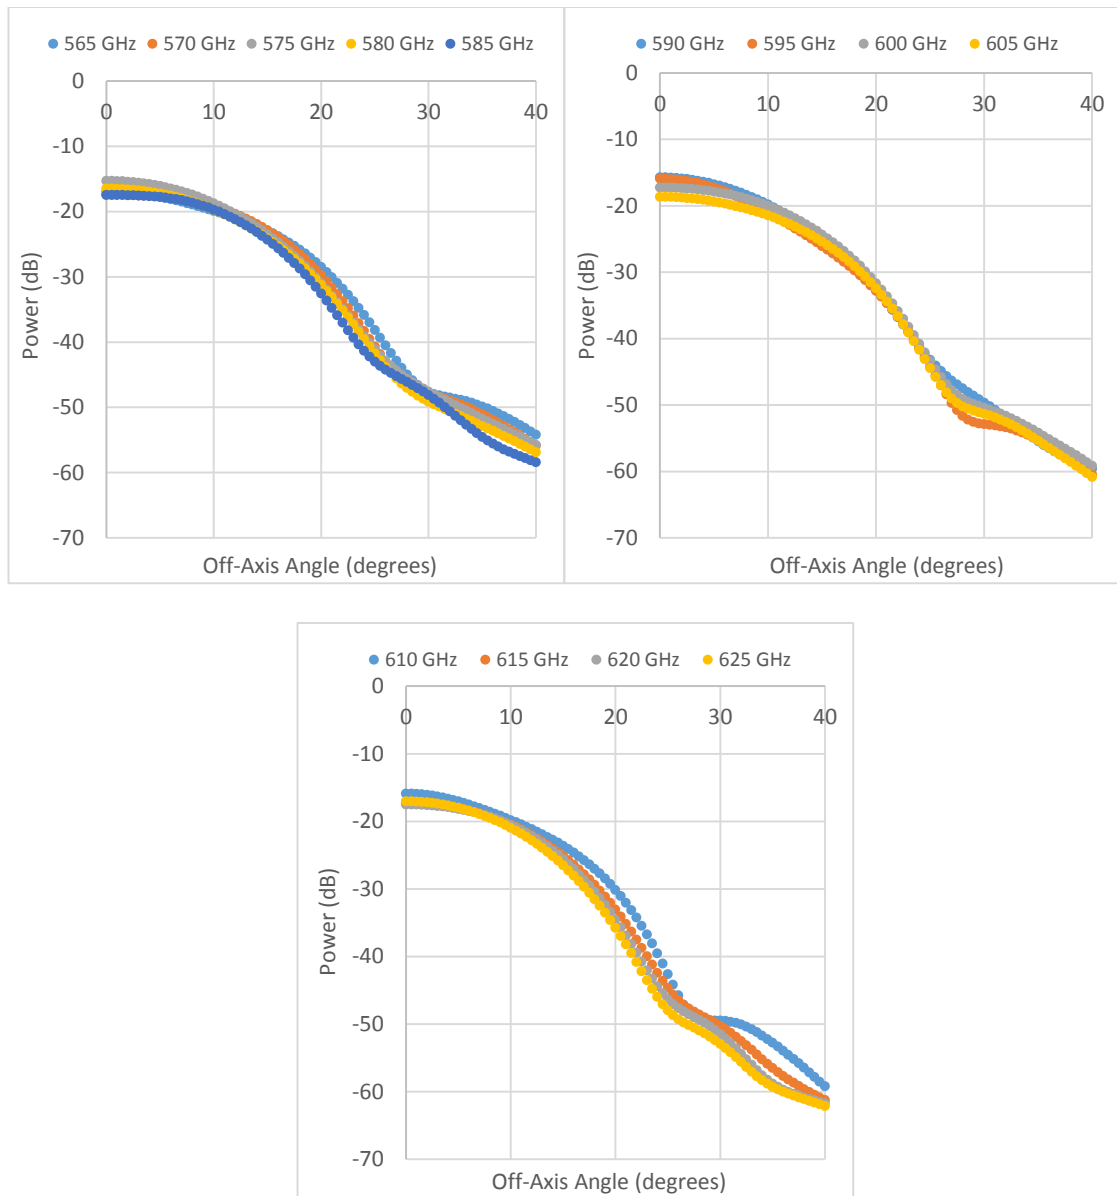 565 GHz 570 GHz 575 GHz 580 GHz 585 GHz
0
0 10 20 30 40
-10
-20
-30
-40
-50
-60
-70
Power (dB)
Off-Axis Angle (degrees)
590 GHz 595 GHz 600 GHz 605 GHz
0
0 10 20 30 40
-10
-20
-30
-40
-50
-60
-70
Power (dB)
Off-Axis Angle (degrees)
610 GHz 615 GHz 620 GHz 625 GHz
0
0 10 20 30 40
-10
-20
-30
-40
-50
-60
-70
Power (dB)
Off-Axis Angle (degrees)